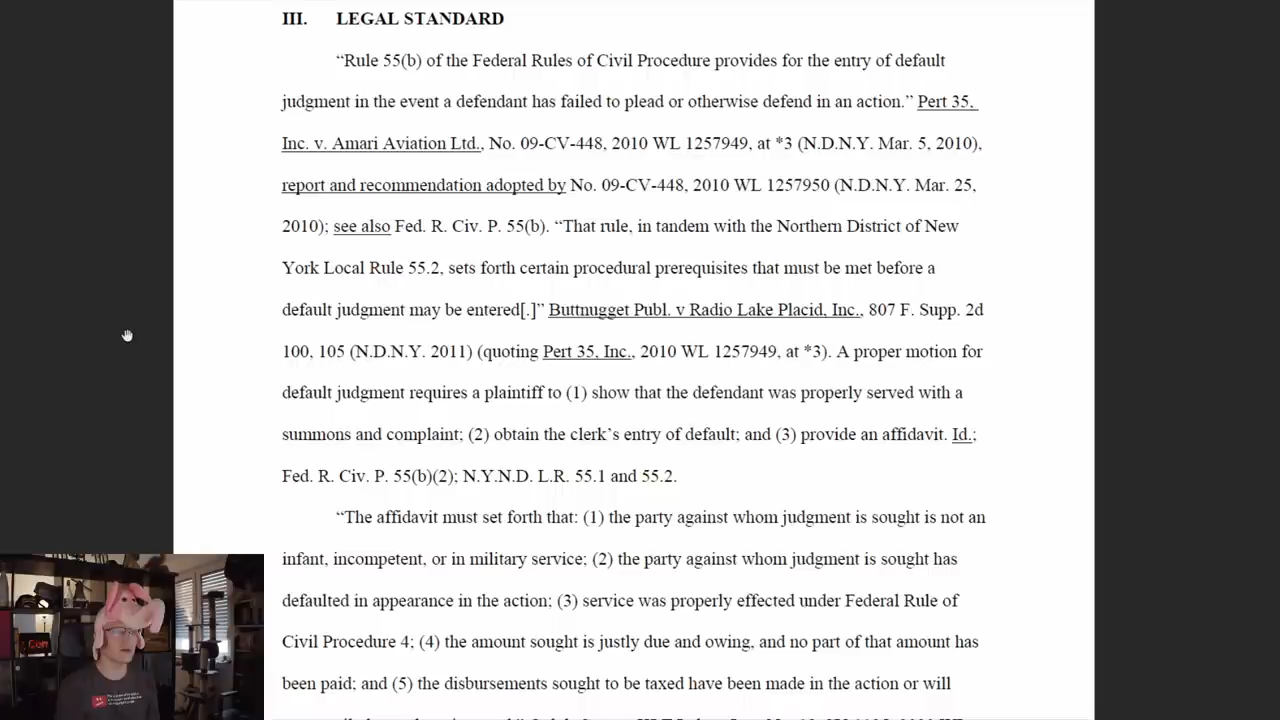 III. LEGAL STANDARD
“Rule 55(b) of the Federal Rules of Civil Procedure provides for the entry of default
judgment in the event a defendant has failed to plead or otherwise defend in an action.” Pert 35,
Inc. v. Amari Aviation Ltd., No. 09-CV-448, 2010 WL 1257949, at *3 (N.D.N.Y. Mar. 5, 2010),
report and recommendation adopted by No. 09-CV-448, 2010 WL 1257950 (N.D.N.Y. Mar. 25,
2010); see also Fed. R. Civ. P. 55(b). “That rule, in tandem with the Northern District of New
York Local Rule 55.2, sets forth certain procedural prerequisites that must be met before a
default judgment may be entered[.]” Buttnugget Publ. v Radio Lake Placid, Inc., 807 F. Supp. 2d
100, 105 (N.D.N.Y. 2011) (quoting Pert 35, Inc., 2010 WL 1257949, at *3). A proper motion for
default judgment requires a plaintiff to (1) show that the defendant was properly served with a
summons and complaint; (2) obtain the clerk’s entry of default; and (3) provide an affidavit. Id.;
Fed. R. Civ. P. 55(b)(2); N.Y.N.D. L.R. 55.1 and 55.2.
“The affidavit must set forth that: (1) the party against whom judgment is sought is not an
infant, incompetent, or in military service; (2) the party against whom judgment is sought has
defaulted in appearance in the action; (3) service was properly effected under Federal Rule of
Civil Procedure 4; (4) the amount sought is justly due and owing, and no part of that amount has
been paid; and (5) the disbursements sought to be taxed have been made in the action or will